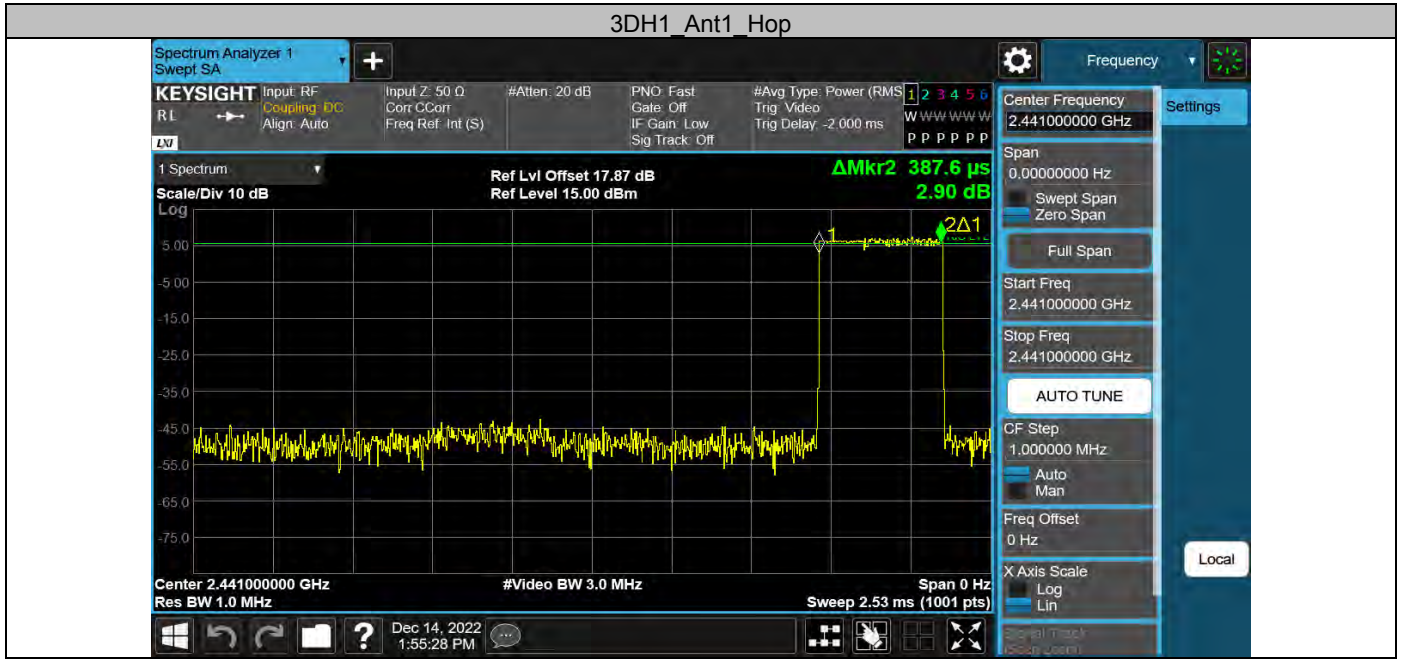 3DH1_Ant1_Hop
Spectrum Analyzer 1
Swept SA
Frequency
KEYSIGHT
RL
LXI
Input: RF
Coupling: DC
Align: Auto
Input Z: 50 Ω
Corr CCorr
Freq Ref: Int (S)
#Atten: 20 dB
PNO: Fast
Gate: Off
IF Gain: Low
Sig Track: Off
#Avg Type: Power (RMS
Trig: Video
Trig Delay: -2.000 ms
1 2 3 4 5 6
W W W W W W
P P P P P P
1 Spectrum
Scale/Div 10 dB
Log
Ref Lvl Offset 17.87 dB
Ref Level 15.00 dBm
ΔMkr2 387.6 µs
2.90 dB
1
2Δ1
5.00
-5.00
-15.0
-25.0
-35.0
-45.0
-55.0
-65.0
-75.0
Center 2.441000000 GHz
Res BW 1.0 MHz
#Video BW 3.0 MHz
Span 0 Hz
Sweep 2.53 ms (1001 pts)
Center Frequency
2.441000000 GHz
Span
0.00000000 Hz
Swept Span
Zero Span
Full Span
Start Freq
2.441000000 GHz
Stop Freq
2.441000000 GHz
AUTO TUNE
CF Step
1.000000 MHz
Auto
Man
Freq Offset
0 Hz
X Axis Scale
Log
Lin
Signal Track
(Span Zoom)
Settings
Local
?
Dec 14, 2022
1:55:28 PM